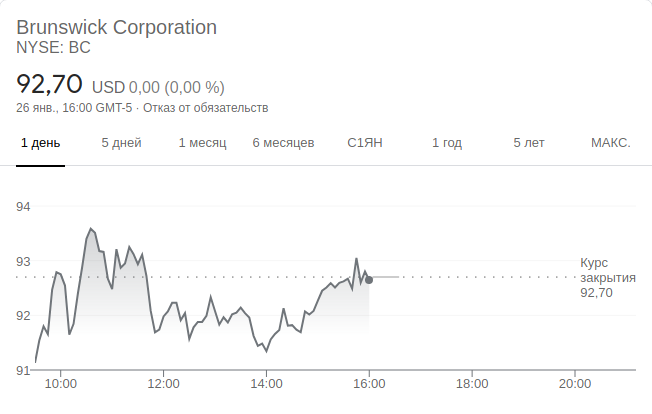 Brunswick Corporation
NYSE: BC
92,70 USD 0,00 (0,00 %)
26 янв., 16:00 GMT-5 · Отказ от обязательств
1 день 5 дней 1 месяц 6 месяцев С1ЯН 1 год 5 лет МАКС.
94
93
Курс
закрытия
92,70
92
91
10:00 12:00 14:00 16:00 18:00 20:00